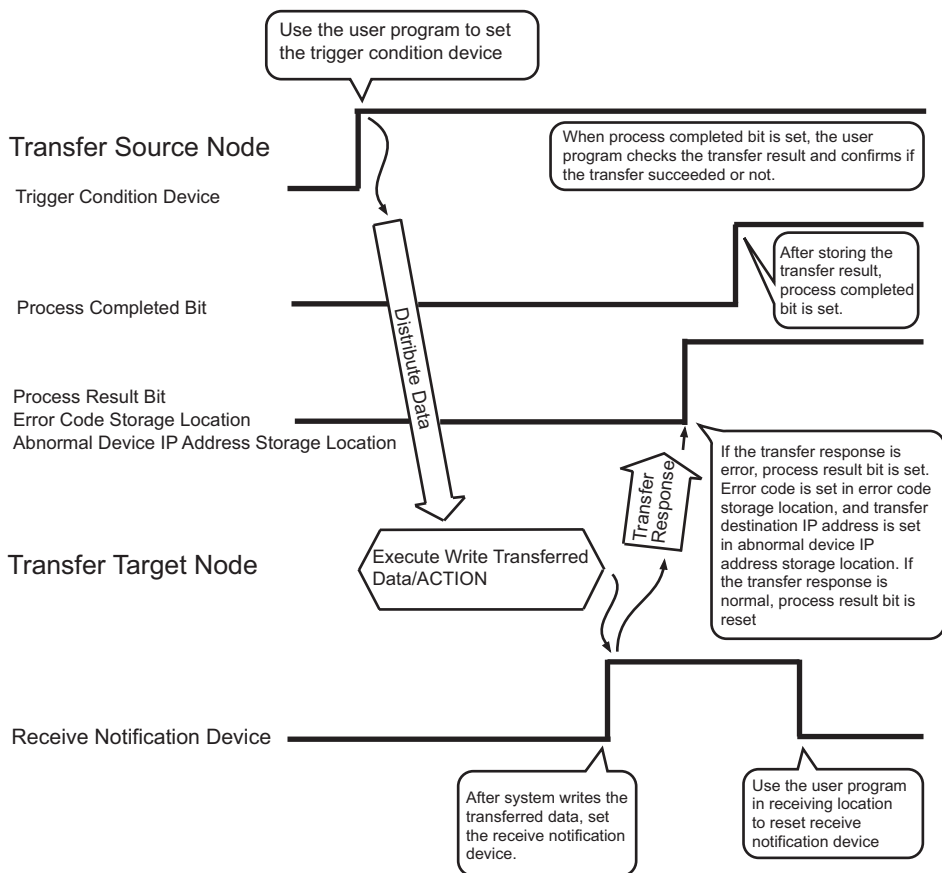 Use the user program to set
the trigger condition device
Transfer Source Node
When process completed bit is set, the user
program checks the transfer result and confirms if
the transfer succeeded or not.
Trigger Condition Device
After storing the
transfer result,
process completed
bit is set.
Process Completed Bit
Distribute Data
Process Result Bit
Error Code Storage Location
Abnormal Device IP Address Storage Location
If the transfer response is
error, process result bit is set.
Error code is set in error code
storage location, and transfer
destination IP address is set
in abnormal device IP
address storage location. If
the transfer response is
normal, process result bit is
reset
Transfer
Response
Transfer Target Node
Execute Write Transferred
Data/ACTION
Receive Notification Device
After system writes the
transferred data, set
the receive notification
device.
Use the user program
in receiving location
to reset receive
notification device